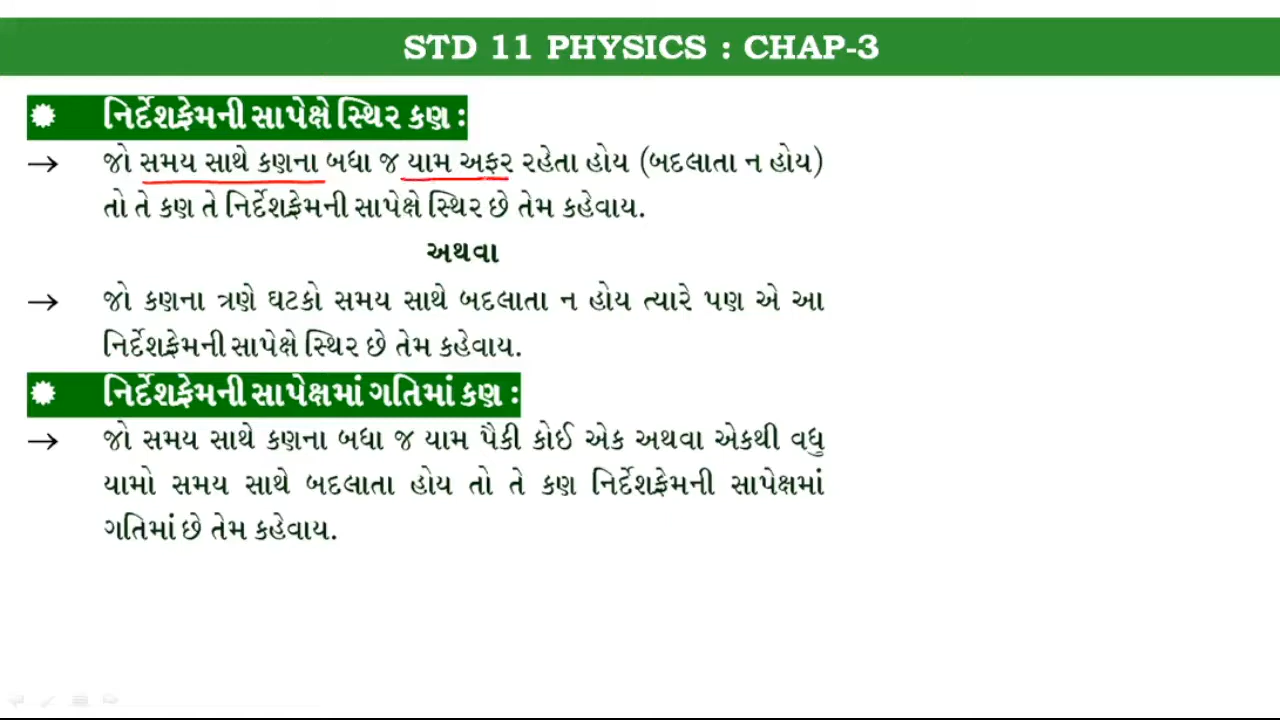 STD 11 PHYSICS : CHAP-3
નિર્દેશફ્રેમની સાપેક્ષે સ્થિર કણ :
→ જો સમય સાથે કણના બધા જ યામ અફર રહેતા હોય (બદલાતા ન હોય)
તો તે કણ તે નિર્દેશફ્રેમની સાપેક્ષે સ્થિર છે તેમ કહેવાય.
અથવા
→ જો કણના ત્રણે ઘટકો સમય સાથે બદલાતા ન હોય ત્યારે પણ એ આ
નિર્દેશફ્રેમની સાપેક્ષે સ્થિર છે તેમ કહેવાય.
નિર્દેશફ્રેમની સાપેક્ષમાં ગતિમાં કણ :
→ જો સમય સાથે કણના બધા જ યામ પૈકી કોઈ એક અથવા એકથી વધુ
યામો સમય સાથે બદલાતા હોય તો તે કણ નિર્દેશફ્રેમની સાપેક્ષમાં
ગતિમાં છે તેમ કહેવાય.